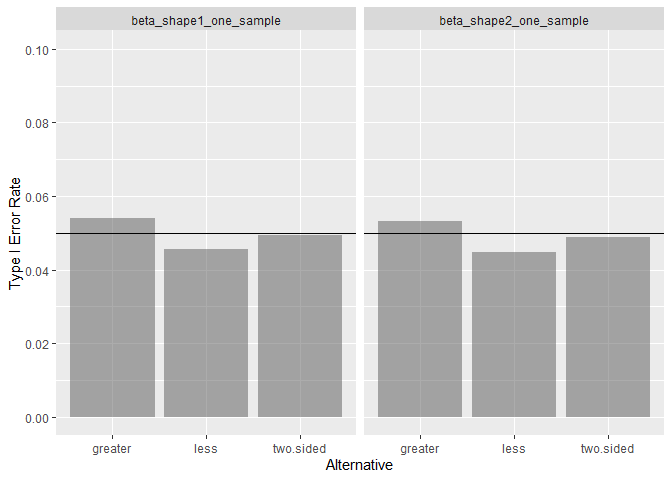 beta_shape1_one_sample beta_shape2_one_sample
Type I Error Rate
0.10
0.08
0.06
0.04
0.02
0.00
greater less two.sided greater less two.sided
Alternative